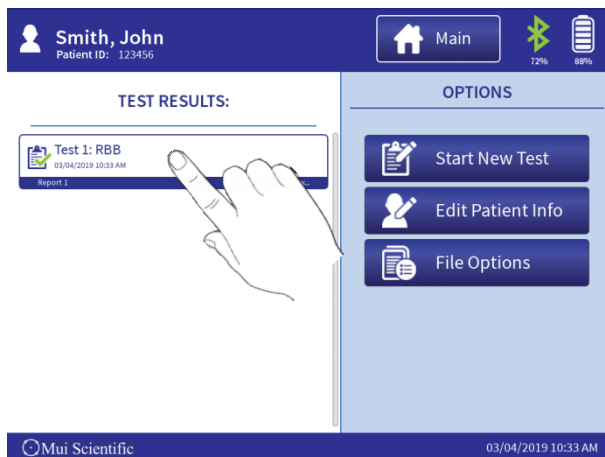 Smith, John
Patient ID: 123456
Main
72%
88%
TEST RESULTS:
Test 1: RBB
03/04/2019 10:33 AM
Report 1
OPTIONS
Start New Test
Edit Patient Info
File Options
Mui Scientific
03/04/2019 10:33 AM